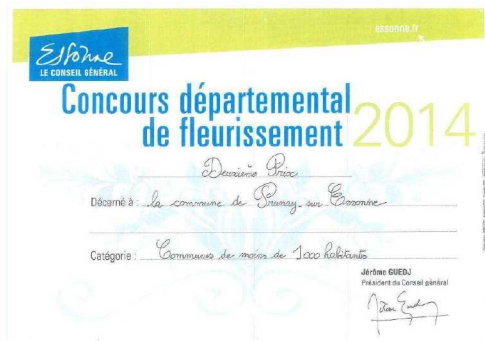 essonne.fr
Essonne
LE CONSEIL GÉNÉRAL
Concours départemental
de fleurissement 2014
Deuxième Prix
Décerné à : la commune de Prunay-sur-Essonne
Catégorie : Communes de moins de 1000 habitants
Jérôme GUEDJ
Président du Conseil général